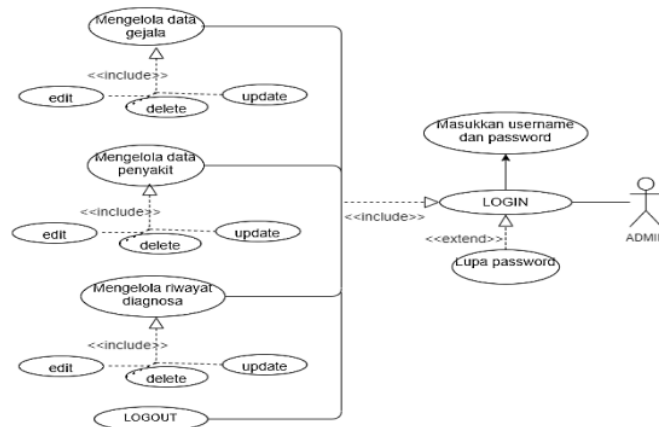 Mengelola data
gejala
<<include>>
edit
delete
update
Mengelola data
penyakit
<<include>>
edit
delete
update
Mengelola riwayat
diagnosa
<<include>>
edit
delete
update
LOGOUT
<<include>>
Masukkan username
dan password
LOGIN
<<extend>>
Lupa password
ADMIN